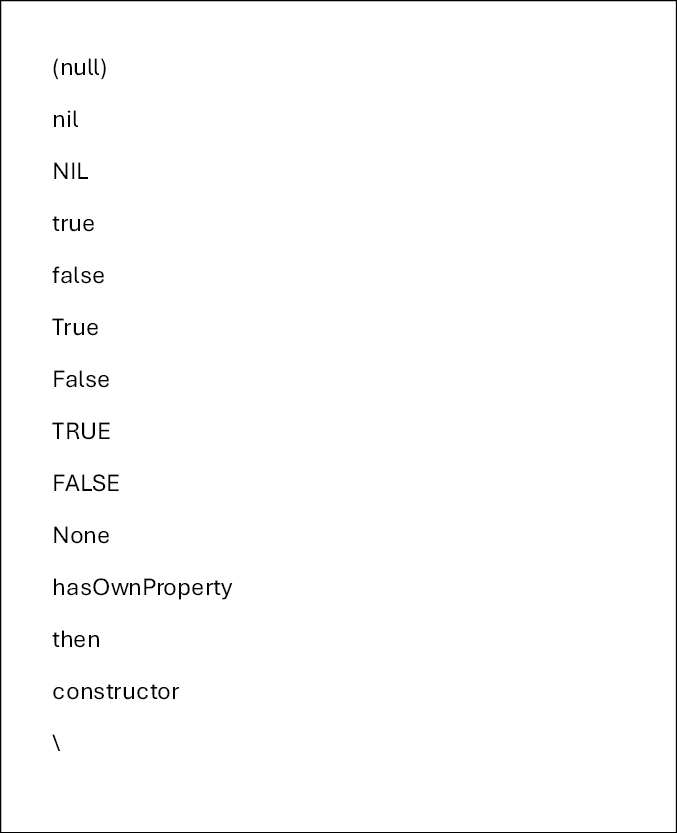 (null)
nil
NIL
true
false
True
False
TRUE
FALSE
None
hasOwnProperty
then
constructor
\